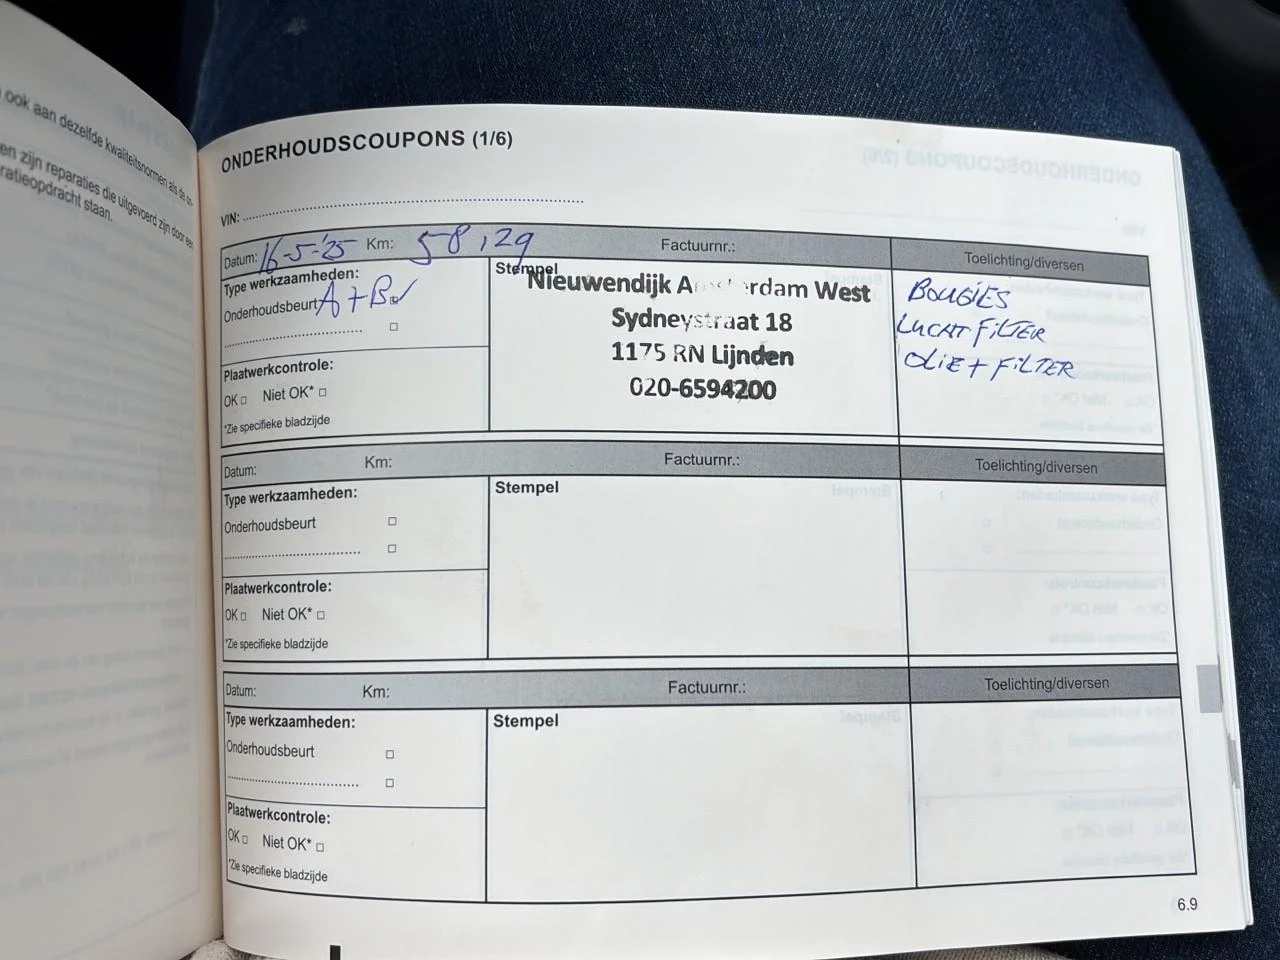 ook aan dezelfde kwaliteitsnormen als de
en zijn reparaties die uitgevoerd zijn door een
ratieopdracht staan.
ONDERHOUDSCOUPONS (1/6)
VIN:
Datum: 16-5-'25 Km: 58,129 Factuurnr.: Toelichting/diversen
Type werkzaamheden:
Onderhoudsbeurt A + B
Stempel
Nieuwendijk Amsterdam West
Sydneystraat 18
1175 RN Lijnden
020-6594200
BOUGIES
LUCHTFILTER
OLIE + FILTER
Plaatwerkcontrole:
OK □ Niet OK* □
*Zie specifieke bladzijde
Datum: Km: Factuurnr.: Toelichting/diversen
Type werkzaamheden:
Onderhoudsbeurt □
Stempel
Plaatwerkcontrole:
OK □ Niet OK* □
*Zie specifieke bladzijde
Datum: Km: Factuurnr.: Toelichting/diversen
Type werkzaamheden:
Onderhoudsbeurt □
Stempel
Plaatwerkcontrole:
OK □ Niet OK* □
*Zie specifieke bladzijde
6.9